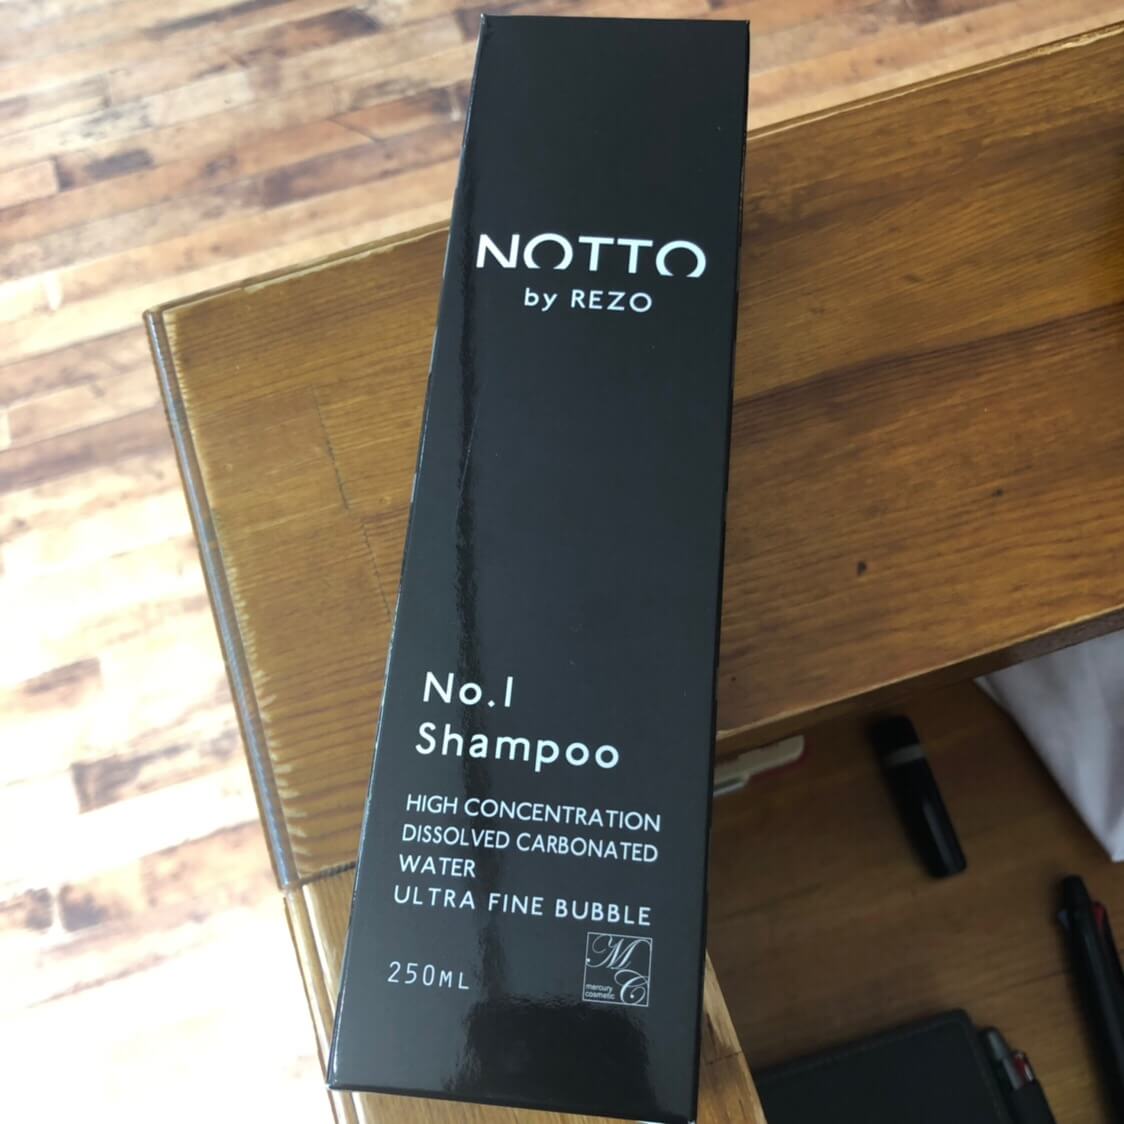 NOTTO
by REZO
No.1
Shampoo
HIGH CONCENTRATION
DISSOLVED CARBONATED
WATER
ULTRA FINE BUBBLE
250ML
MC
mercury
cosmetic